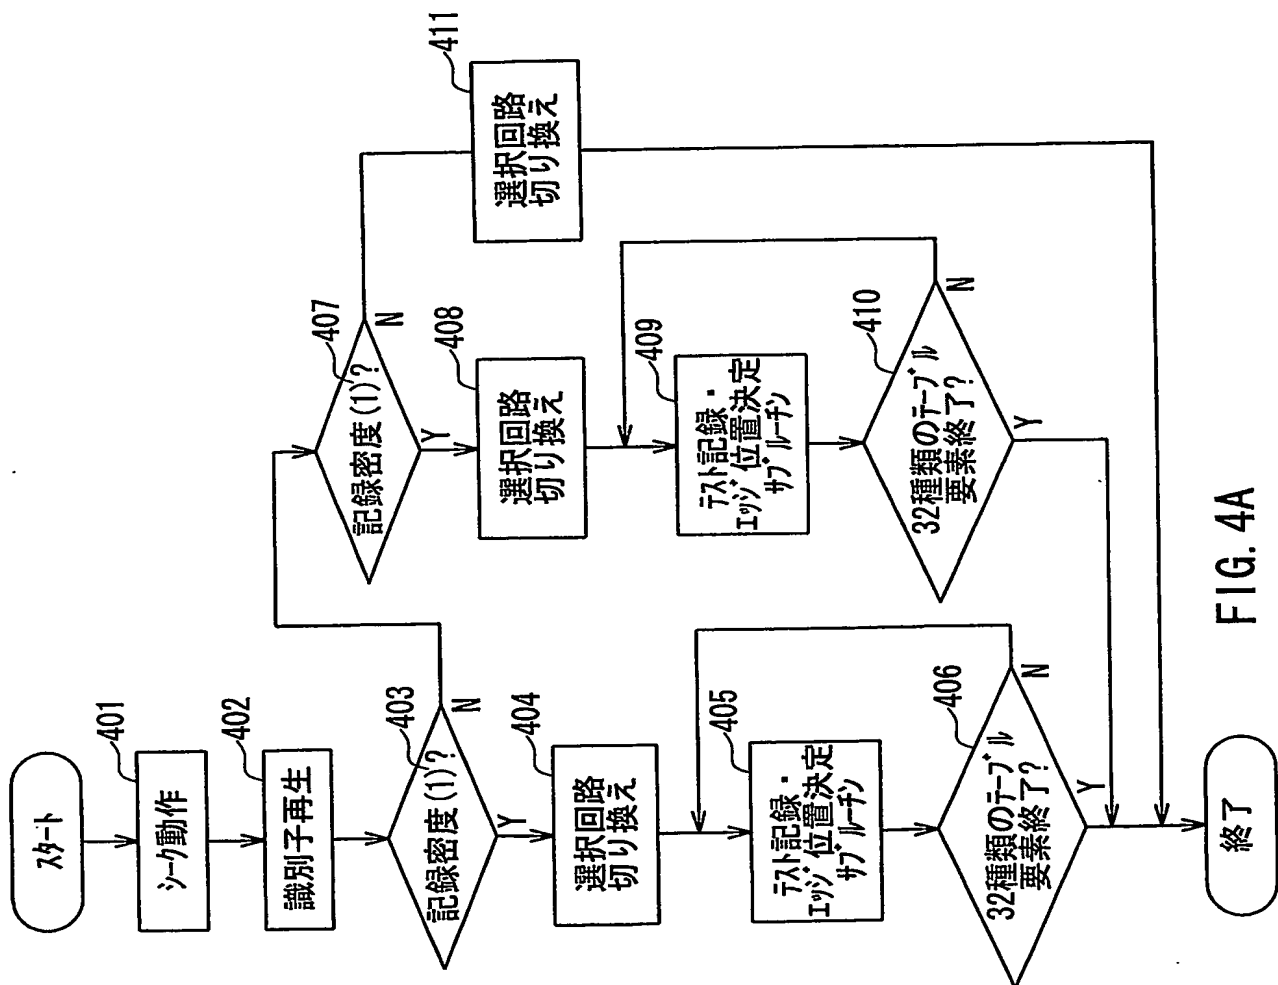 スタート
シーク動作
401
識別子再生
402
記録密度(1)?
403
Y
N
選択回路
切り換え
404
テスト記録・
エッジ位置決定
サブルーチン
405
32種類のテーブル
要素終了?
406
Y
N
記録密度(1)?
407
Y
N
選択回路
切り換え
408
テスト記録・
エッジ位置決定
サブルーチン
409
32種類のテーブル
要素終了?
410
Y
N
選択回路
切り換え
411
終了
FIG. 4A